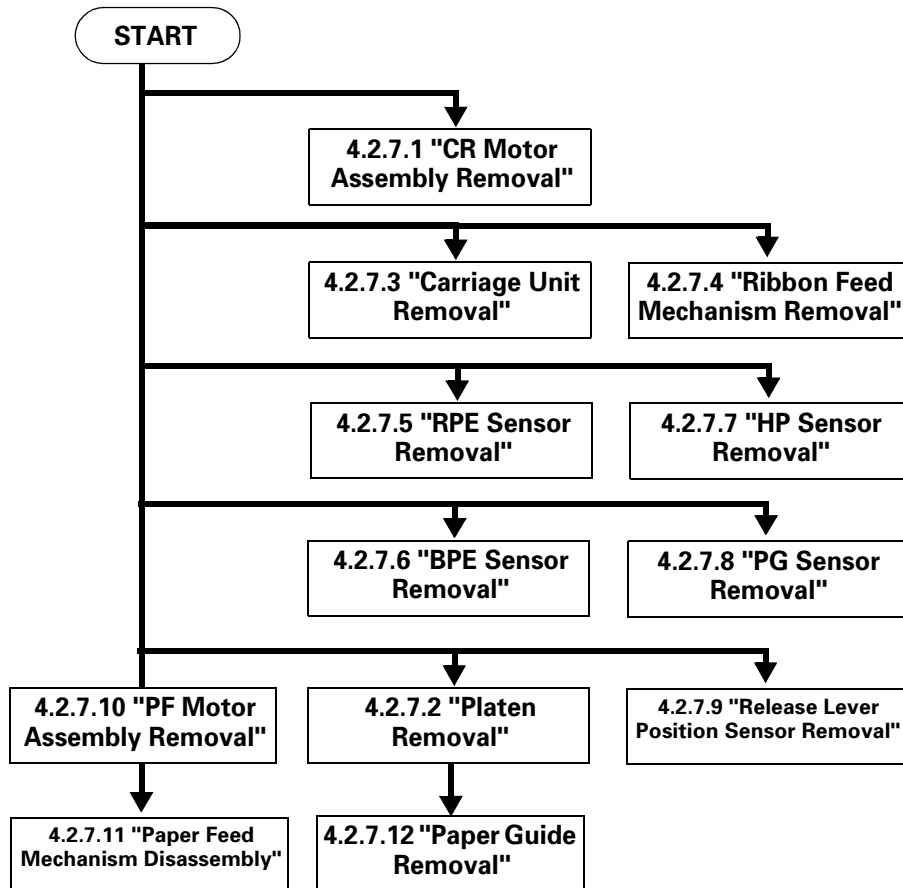 START
4.2.7.1 "CR Motor
Assembly Removal"
4.2.7.3 "Carriage Unit
Removal"
4.2.7.4 "Ribbon Feed
Mechanism Removal"
4.2.7.5 "RPE Sensor
Removal"
4.2.7.7 "HP Sensor
Removal"
4.2.7.6 "BPE Sensor
Removal"
4.2.7.8 "PG Sensor
Removal"
4.2.7.10 "PF Motor
Assembly Removal"
4.2.7.2 "Platen
Removal"
4.2.7.9 "Release Lever
Position Sensor Removal"
4.2.7.11 "Paper Feed
Mechanism Disassembly"
4.2.7.12 "Paper Guide
Removal"